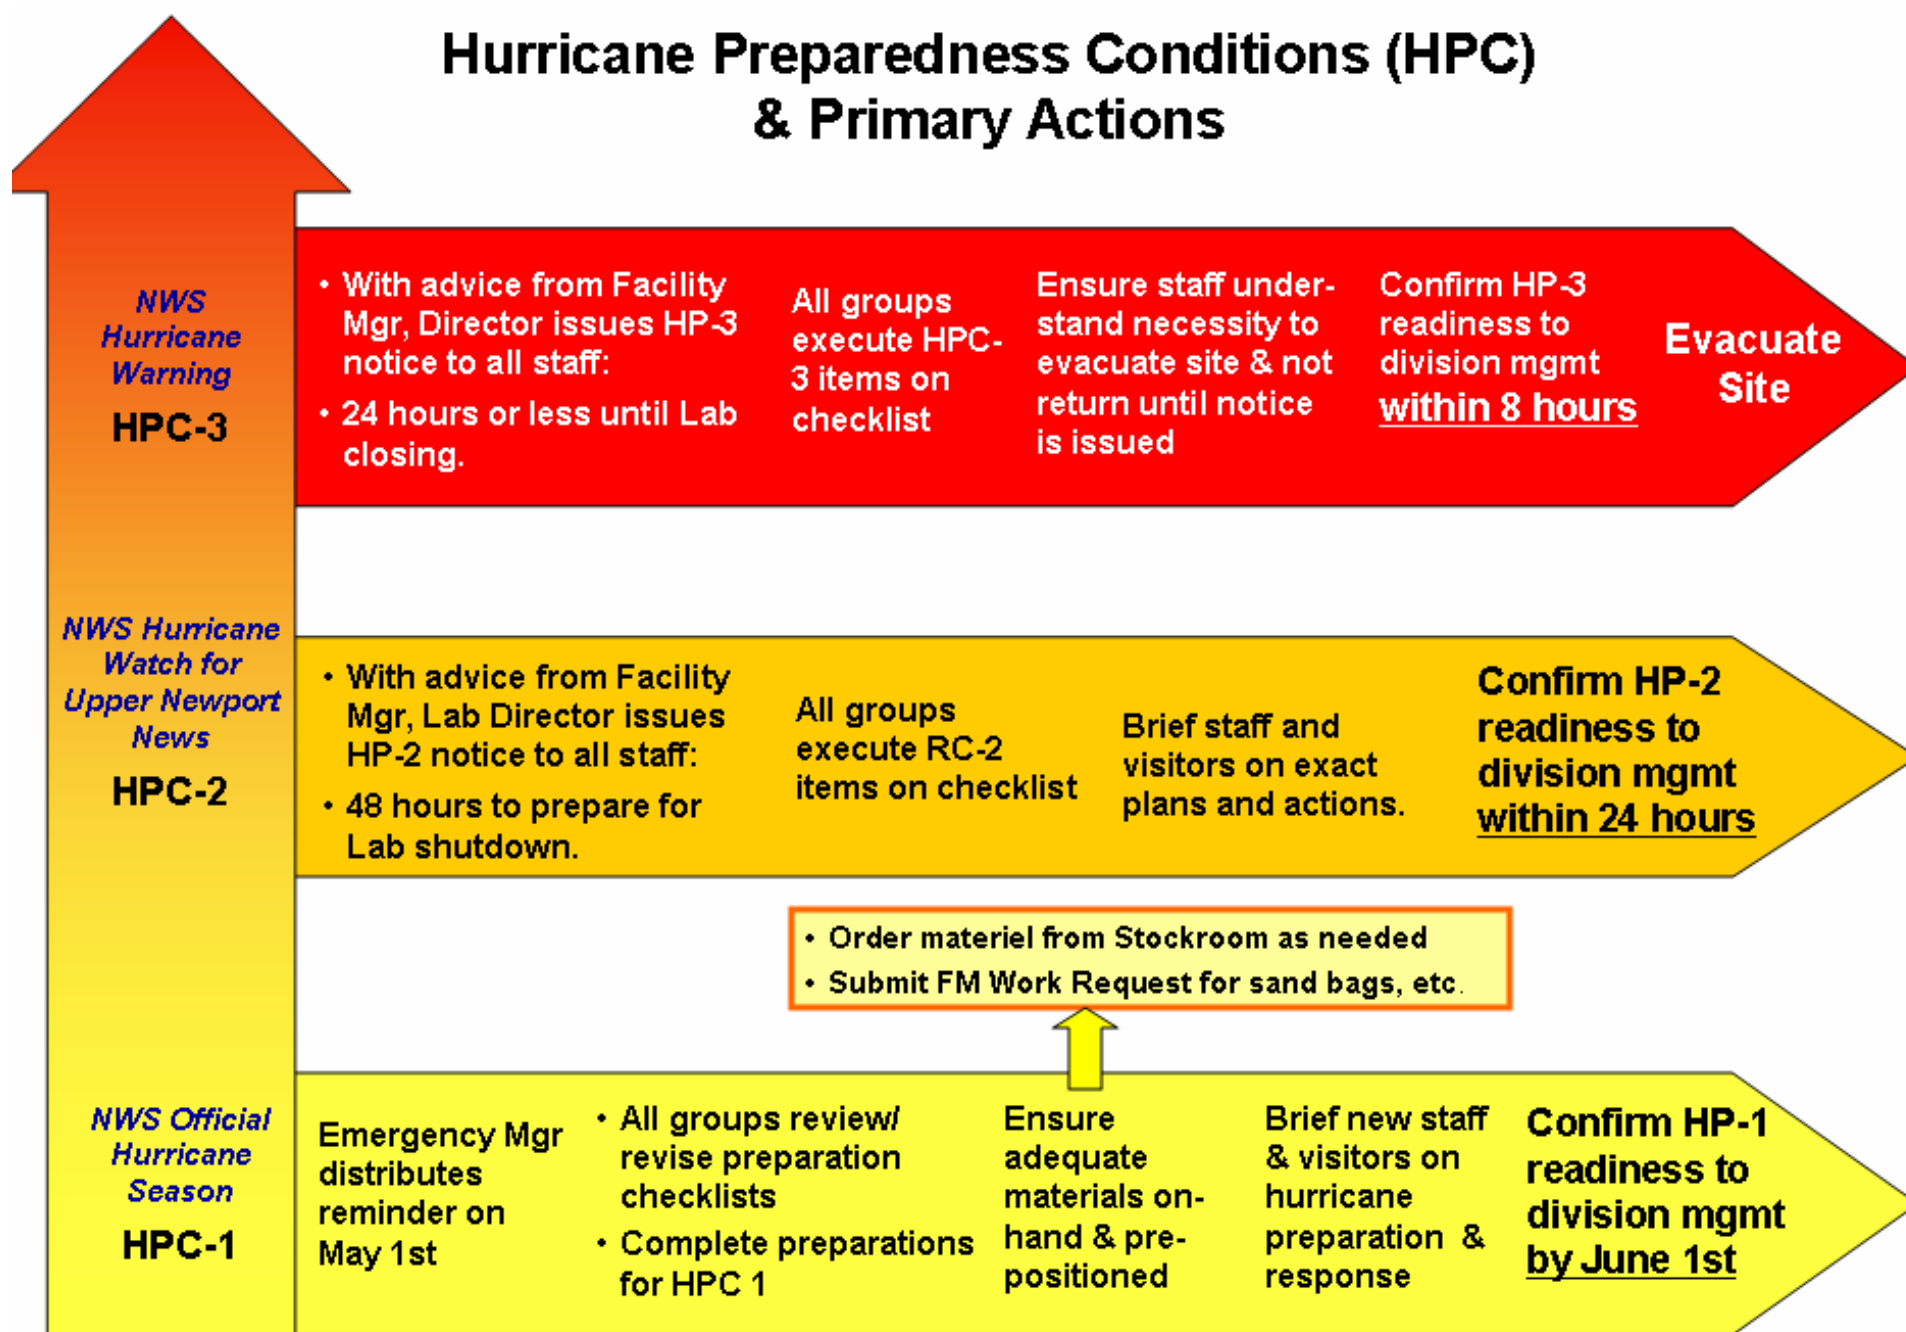 Hurricane Preparedness Conditions (HPC)
& Primary Actions
NWS
Hurricane
Warning
HPC-3
• With advice from Facility
Mgr, Director issues HP-3
notice to all staff:
• 24 hours or less until Lab
closing.
All groups
execute HPC-
3 items on
checklist
Ensure staff under-
stand necessity to
evacuate site & not
return until notice
is issued
Confirm HP-3
readiness to
division mgmt
within 8 hours
Evacuate
Site
NWS Hurricane
Watch for
Upper Newport
News
HPC-2
• With advice from Facility
Mgr, Lab Director issues
HP-2 notice to all staff:
• 48 hours to prepare for
Lab shutdown.
All groups
execute RC-2
items on checklist
Brief staff and
visitors on exact
plans and actions.
Confirm HP-2
readiness to
division mgmt
within 24 hours
• Order materiel from Stockroom as needed
• Submit FM Work Request for sand bags, etc.
NWS Official
Hurricane
Season
HPC-1
Emergency Mgr
distributes
reminder on
May 1st
• All groups review/
revise preparation
checklists
• Complete preparations
for HPC 1
Ensure
adequate
materials on-
hand & pre-
positioned
Brief new staff
& visitors on
hurricane
preparation &
response
Confirm HP-1
readiness to
division mgmt
by June 1st